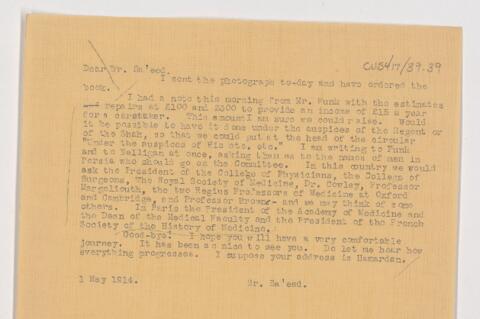 CUS417/39.39
Dear Dr. Sa'eed.
I sent the photograph to-day and have ordered the
book.
I had a note this morning from Mr. Funk with the estimates
repairs at £100 and £300 to provide an income of £15 a year
for a caretaker. This amount I am sure we could raise. Would
it be possible to have it done under the auspices of the Regent or
of the Shah, so that we could put at the head of the circular
"Under the auspices of His etc. etc." I am writing to Funk
and to Nelligan at once, asking them as to the names of men in
Persia who should go on the Committee. In this country we would
ask the President of the College of Physicians, the College of
Surgeons, The Royal Society of Medicine, Dr. Cowley, Professor
Margoliouth, the two Regius Professors of Medicine at Oxford
and Cambridge, and Professor Browne- and we may think of some
others. In Paris the President of the Academy of Medicine and
the Dean of the Medical Faculty and the President of the French
Society of the History of Medicine.
Good-bye! I hope you will have a very comfortable
journey. It has been so nice to see you. Do let me hear how
everything progresses. I suppose your address is Hamardan.
1 May 1914. Dr. Sa'eed.